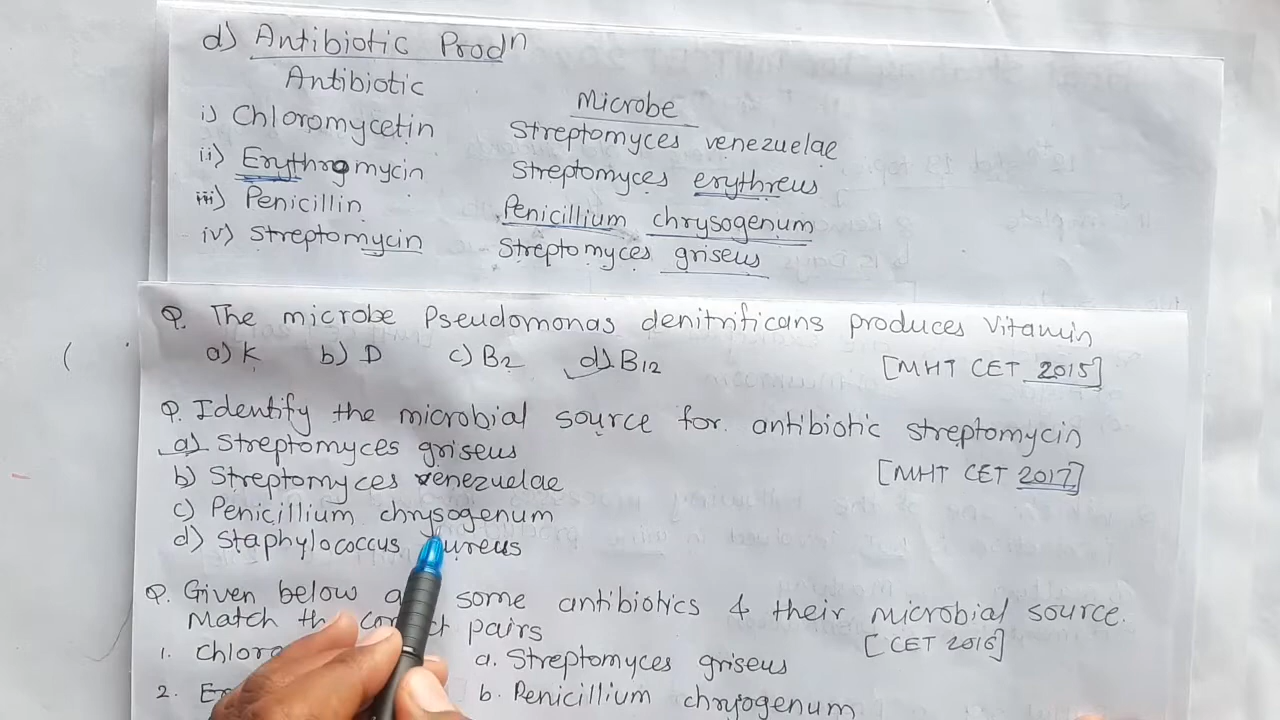 d) Antibiotic Prodn
Antibiotic Microbe
i) Chloromycetin Streptomyces venezuelae
ii) Erythromycin Streptomyces erythreus
iii) Penicillin Penicillium chrysogenum
iv) Streptomycin Streptomyces griseus
Q. The microbe Pseudomonas denitrificans produces Vitamin
a) K b) D c) B2 d) B12 [MHT CET 2015]
Q. Identify the microbial source for antibiotic streptomycin
a) Streptomyces griseus
b) Streptomyces venezuelae [MHT CET 2017]
c) Penicillium chrysogenum
d) Staphylococcus ureus
Q. Given below a some antibiotics & their microbial source.
Match th pairs [CET 2016]
1. Chloro a. Streptomyces griseus
2. b. Penicillium chryogenum